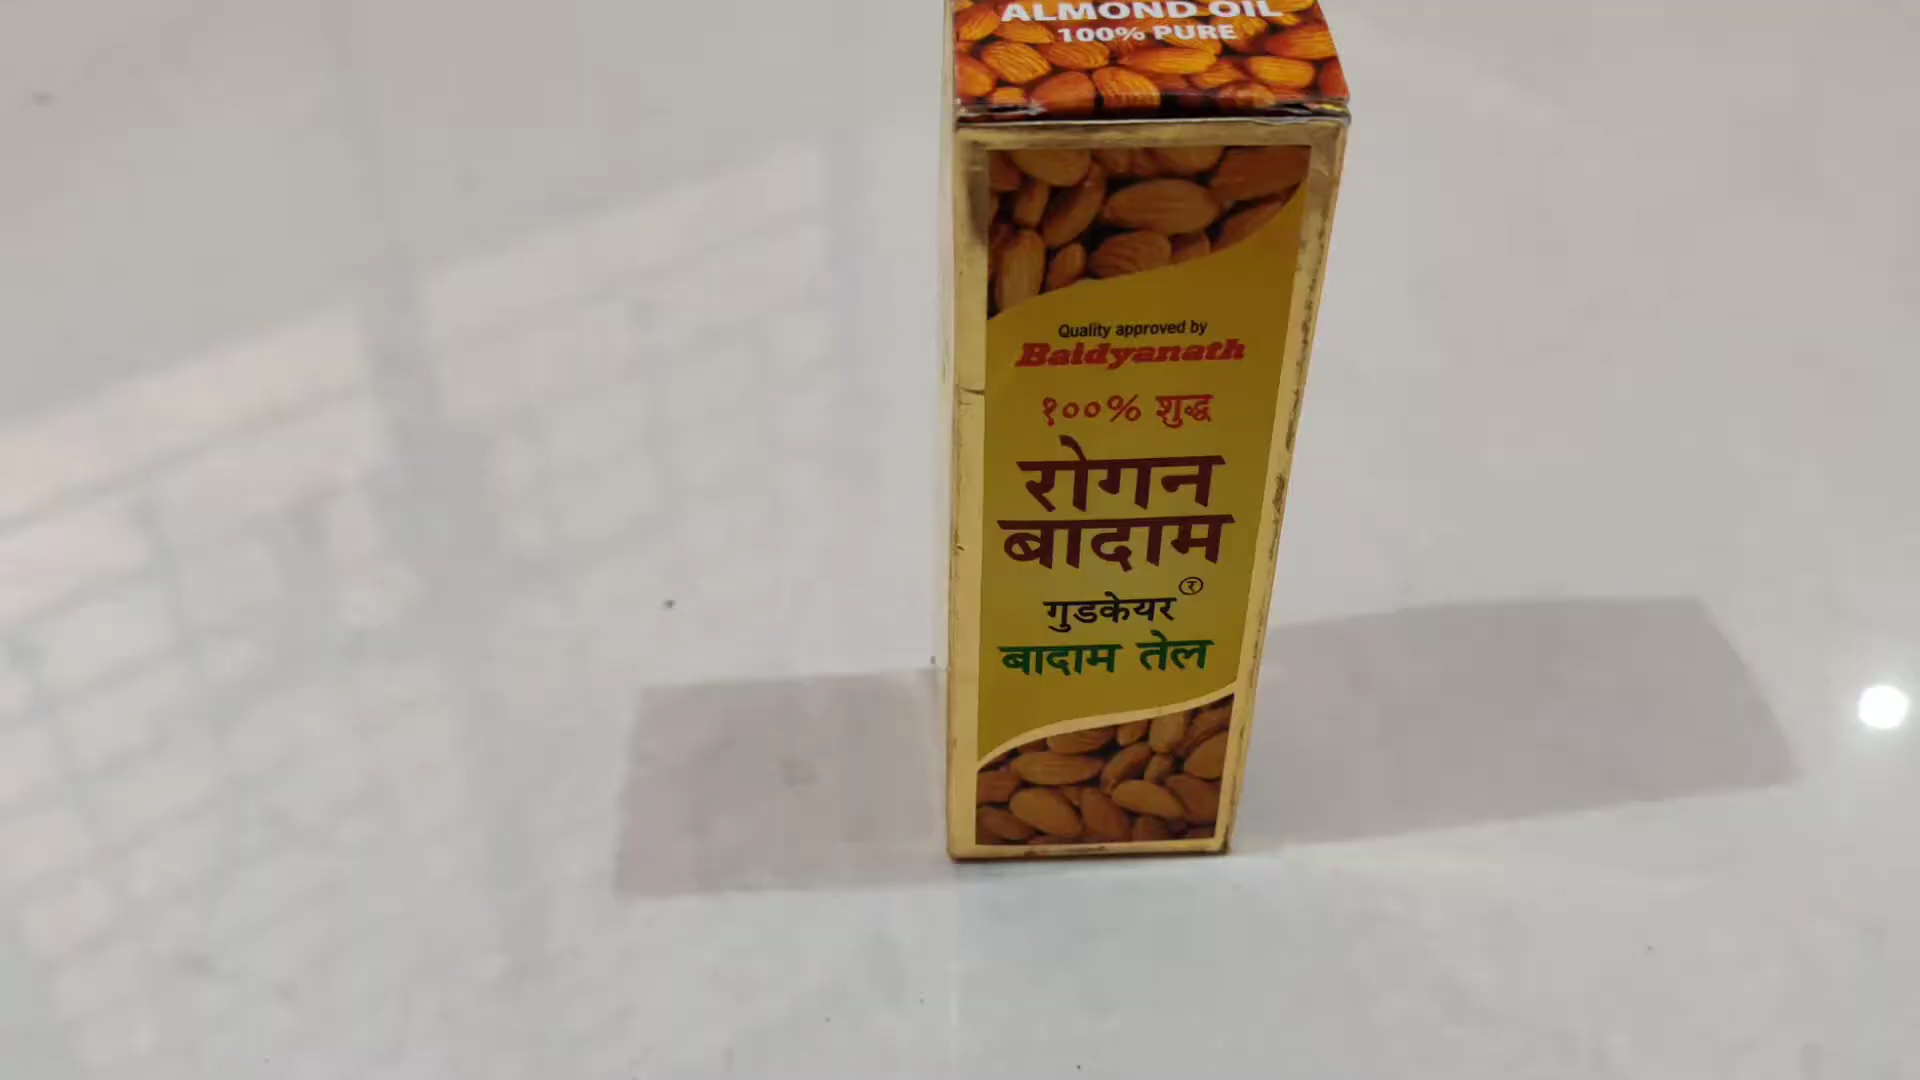 ALMOND OIL
100% PURE
Quality approved by
Baidyanath
१००% शुद्ध
रोगन
बादाम
गुडकेयर®
बादाम तेल